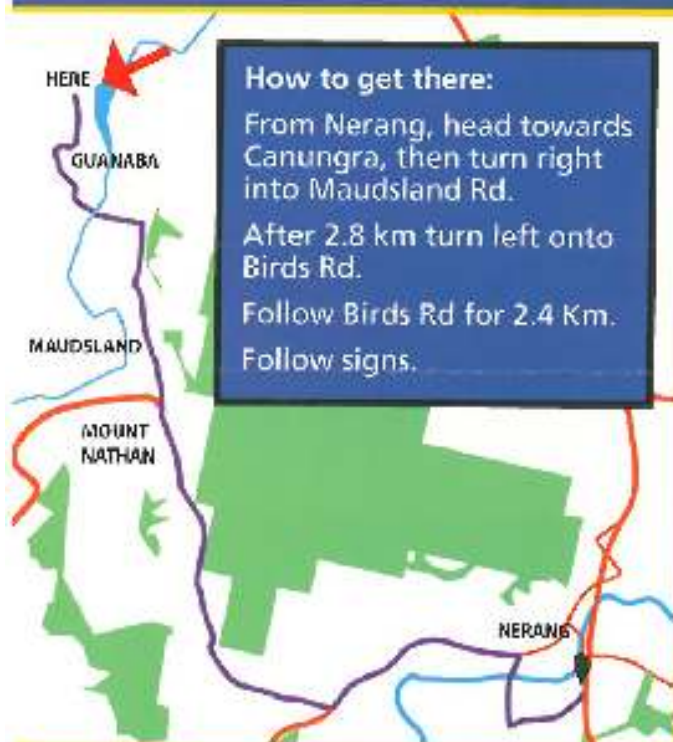 HERE
How to get there:
From Nerang, head towards
Canungra, then turn right
into Maudsland Rd.
After 2.8 km turn left onto
Birds Rd.
Follow Birds Rd for 2.4 Km.
Follow signs.
GUANABA
MAUDSLAND
MOUNT
NATHAN
NERANG